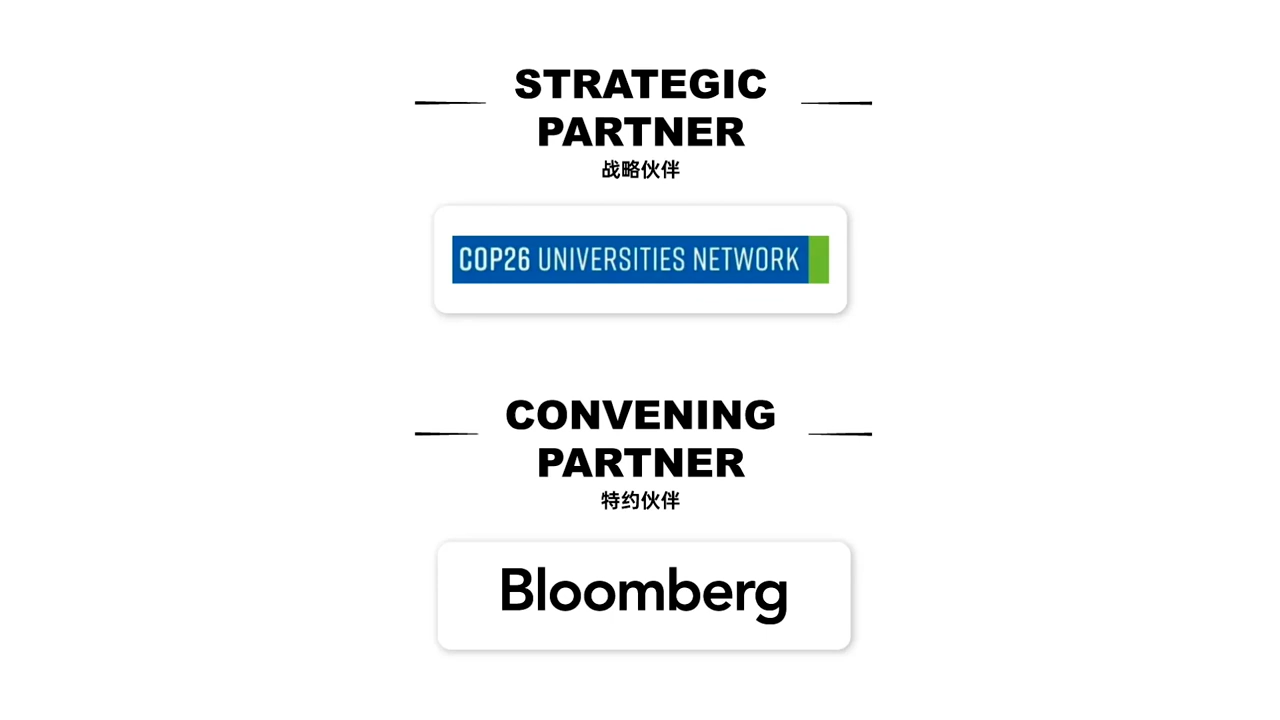 STRATEGIC
PARTNER
战略伙伴
COP26 UNIVERSITIES NETWORK
CONVENING
PARTNER
特约伙伴
Bloomberg